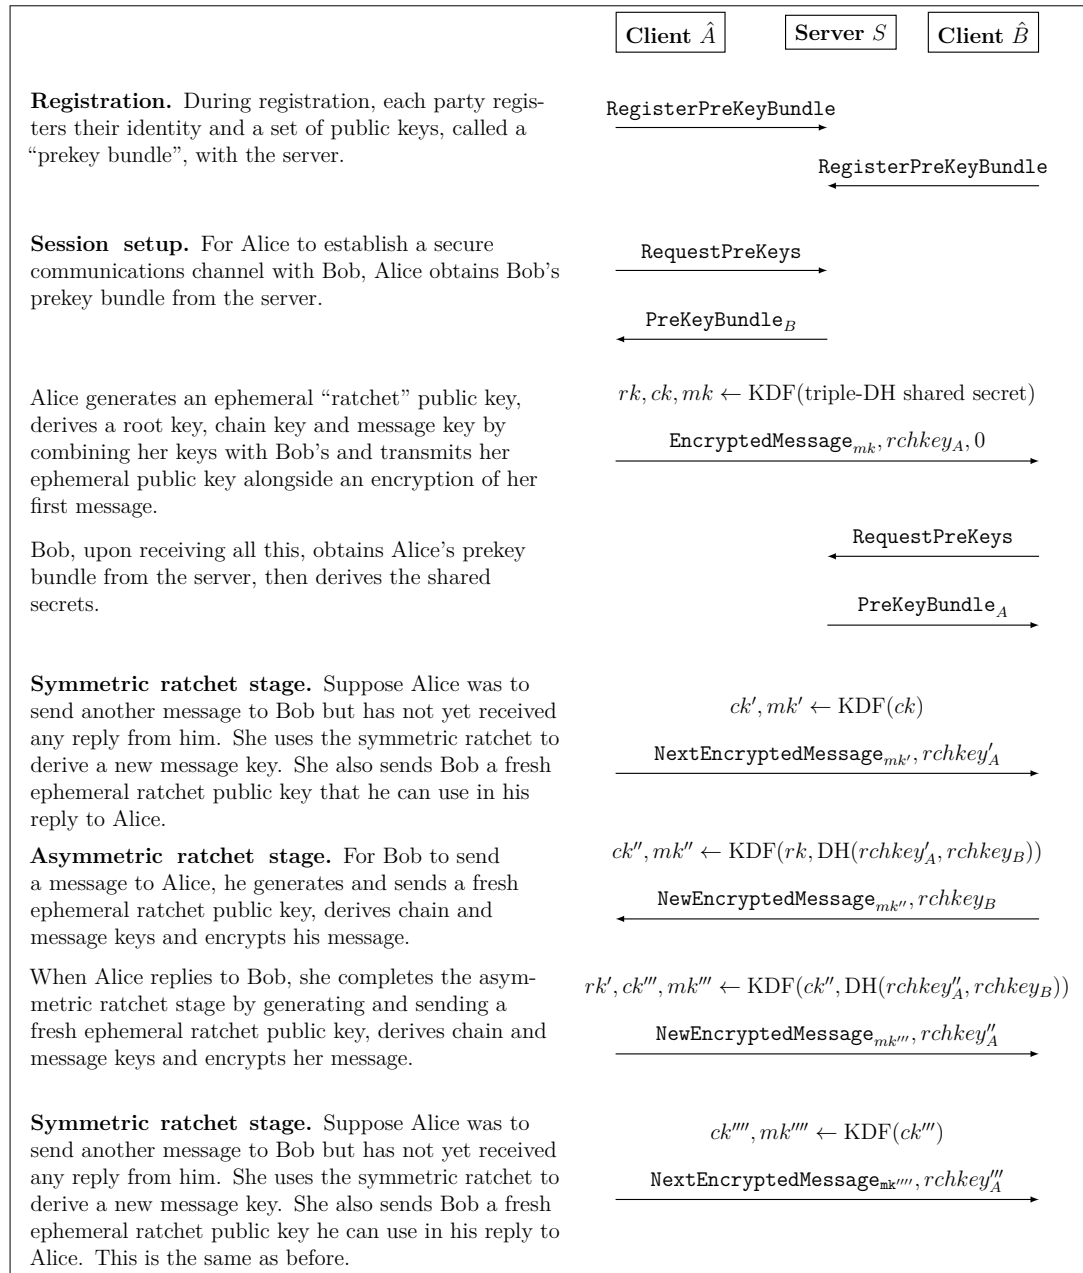 Client Â
Server S
Client B̂
Registration. During registration, each party regis-
ters their identity and a set of public keys, called a
“prekey bundle”, with the server.
RegisterPreKeyBundle
RegisterPreKeyBundle
Session setup. For Alice to establish a secure
communications channel with Bob, Alice obtains Bob's
prekey bundle from the server.
RequestPreKeys
PreKeyBundle_B
Alice generates an ephemeral “ratchet” public key,
derives a root key, chain key and message key by
combining her keys with Bob's and transmits her
ephemeral public key alongside an encryption of her
first message.
rk, ck, mk ← KDF(triple-DH shared secret)
EncryptedMessage_mk, rchkey_A, 0
Bob, upon receiving all this, obtains Alice's prekey
bundle from the server, then derives the shared
secrets.
RequestPreKeys
PreKeyBundle_A
Symmetric ratchet stage. Suppose Alice was to
send another message to Bob but has not yet received
any reply from him. She uses the symmetric ratchet to
derive a new message key. She also sends Bob a fresh
ephemeral ratchet public key that he can use in his
reply to Alice.
ck′, mk′ ← KDF(ck)
NextEncryptedMessage_mk′, rchkey′_A
Asymmetric ratchet stage. For Bob to send
a message to Alice, he generates and sends a fresh
ephemeral ratchet public key, derives chain and
message keys and encrypts his message.
ck″, mk″ ← KDF(rk, DH(rchkey′_A, rchkey_B))
NewEncryptedMessage_mk″, rchkey_B
When Alice replies to Bob, she completes the asym-
metric ratchet stage by generating and sending a
fresh ephemeral ratchet public key, derives chain and
message keys and encrypts her message.
rk′, ck‴, mk‴ ← KDF(ck″, DH(rchkey″_A, rchkey_B))
NewEncryptedMessage_mk‴, rchkey″_A
Symmetric ratchet stage. Suppose Alice was to
send another message to Bob but has not yet received
any reply from him. She uses the symmetric ratchet to
derive a new message key. She also sends Bob a fresh
ephemeral ratchet public key he can use in his reply to
Alice. This is the same as before.
ck⁗, mk⁗ ← KDF(ck‴)
NextEncryptedMessage_mk⁗, rchkey‴_A